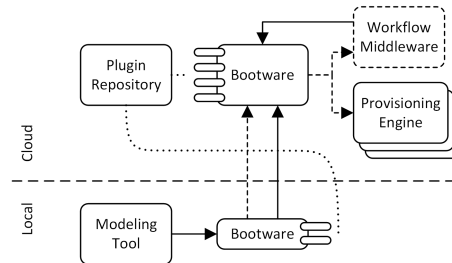 Workflow
Middleware
Plugin
Repository
Bootware
Provisioning
Engine
Cloud
Local
Modeling
Tool
Bootware